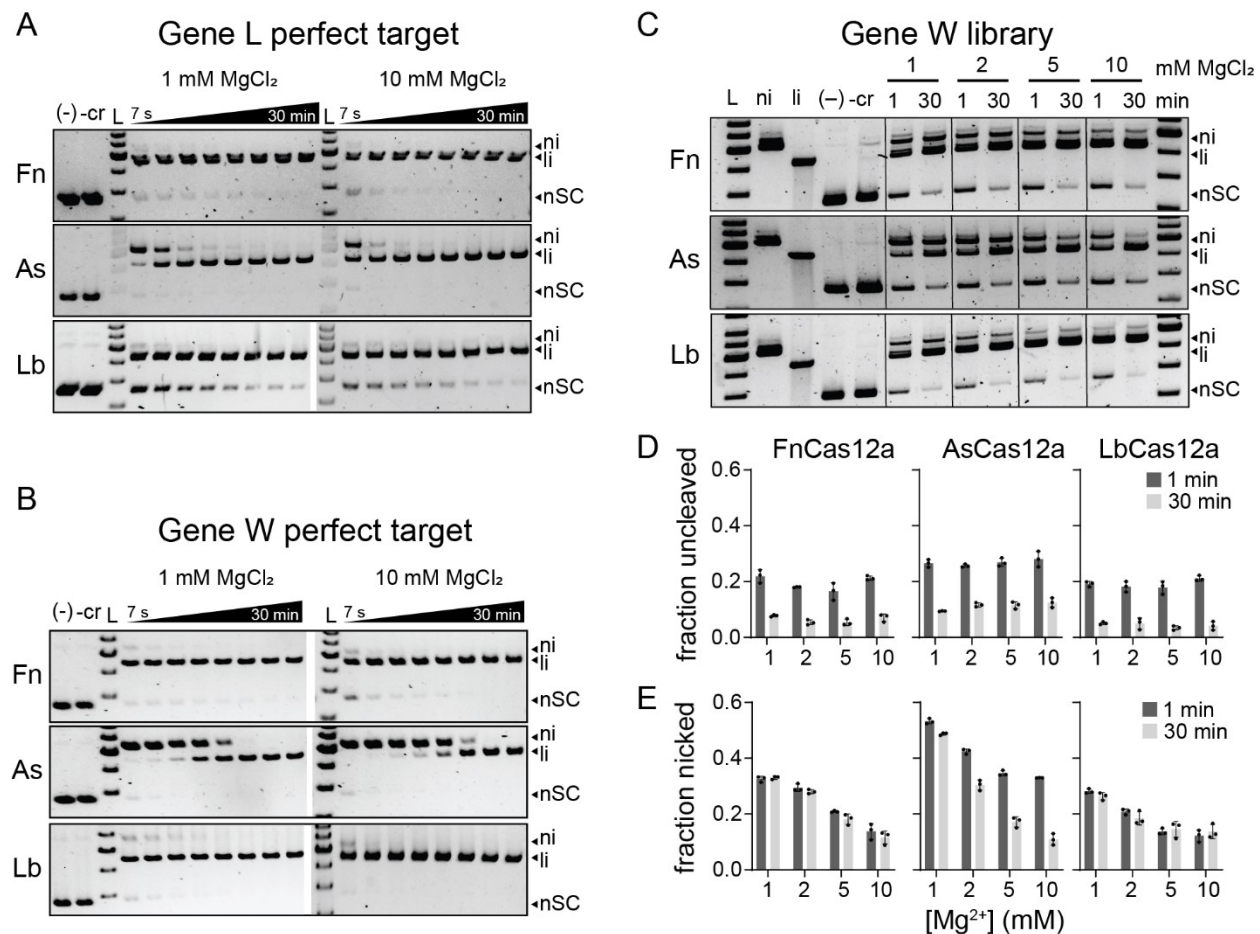 A
Gene L perfect target
1 mM MgCl₂
10 mM MgCl₂
(-) -cr L 7 s 30 min L 7 s 30 min
Fn
ni
li
nSC
As
ni
li
nSC
Lb
ni
li
nSC
B
Gene W perfect target
1 mM MgCl₂
10 mM MgCl₂
(-) -cr L 7 s 30 min L 7 s 30 min
Fn
ni
li
nSC
As
ni
li
nSC
Lb
ni
li
nSC
C
Gene W library
1 2 5 10 mM MgCl₂
L ni li (–) -cr 1 30 1 30 1 30 1 30 min
Fn
ni
li
nSC
As
ni
li
nSC
Lb
ni
li
nSC
D
FnCas12a AsCas12a LbCas12a
fraction uncleaved
0.6
0.4
0.2
0.0
1 min
30 min
1 2 5 10 1 2 5 10 1 2 5 10
E
fraction nicked
0.6
0.4
0.2
0.0
1 min
30 min
1 2 5 10 1 2 5 10 1 2 5 10
[Mg²⁺] (mM)